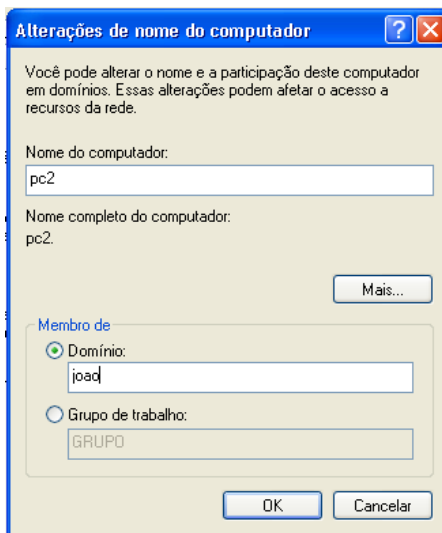 Alterações de nome do computador
Você pode alterar o nome e a participação deste computador
em domínios. Essas alterações podem afetar o acesso a
recursos da rede.
Nome do computador:
pc2
Nome completo do computador:
pc2.
Mais...
Membro de
Domínio:
joao
Grupo de trabalho:
GRUPO
OK
Cancelar